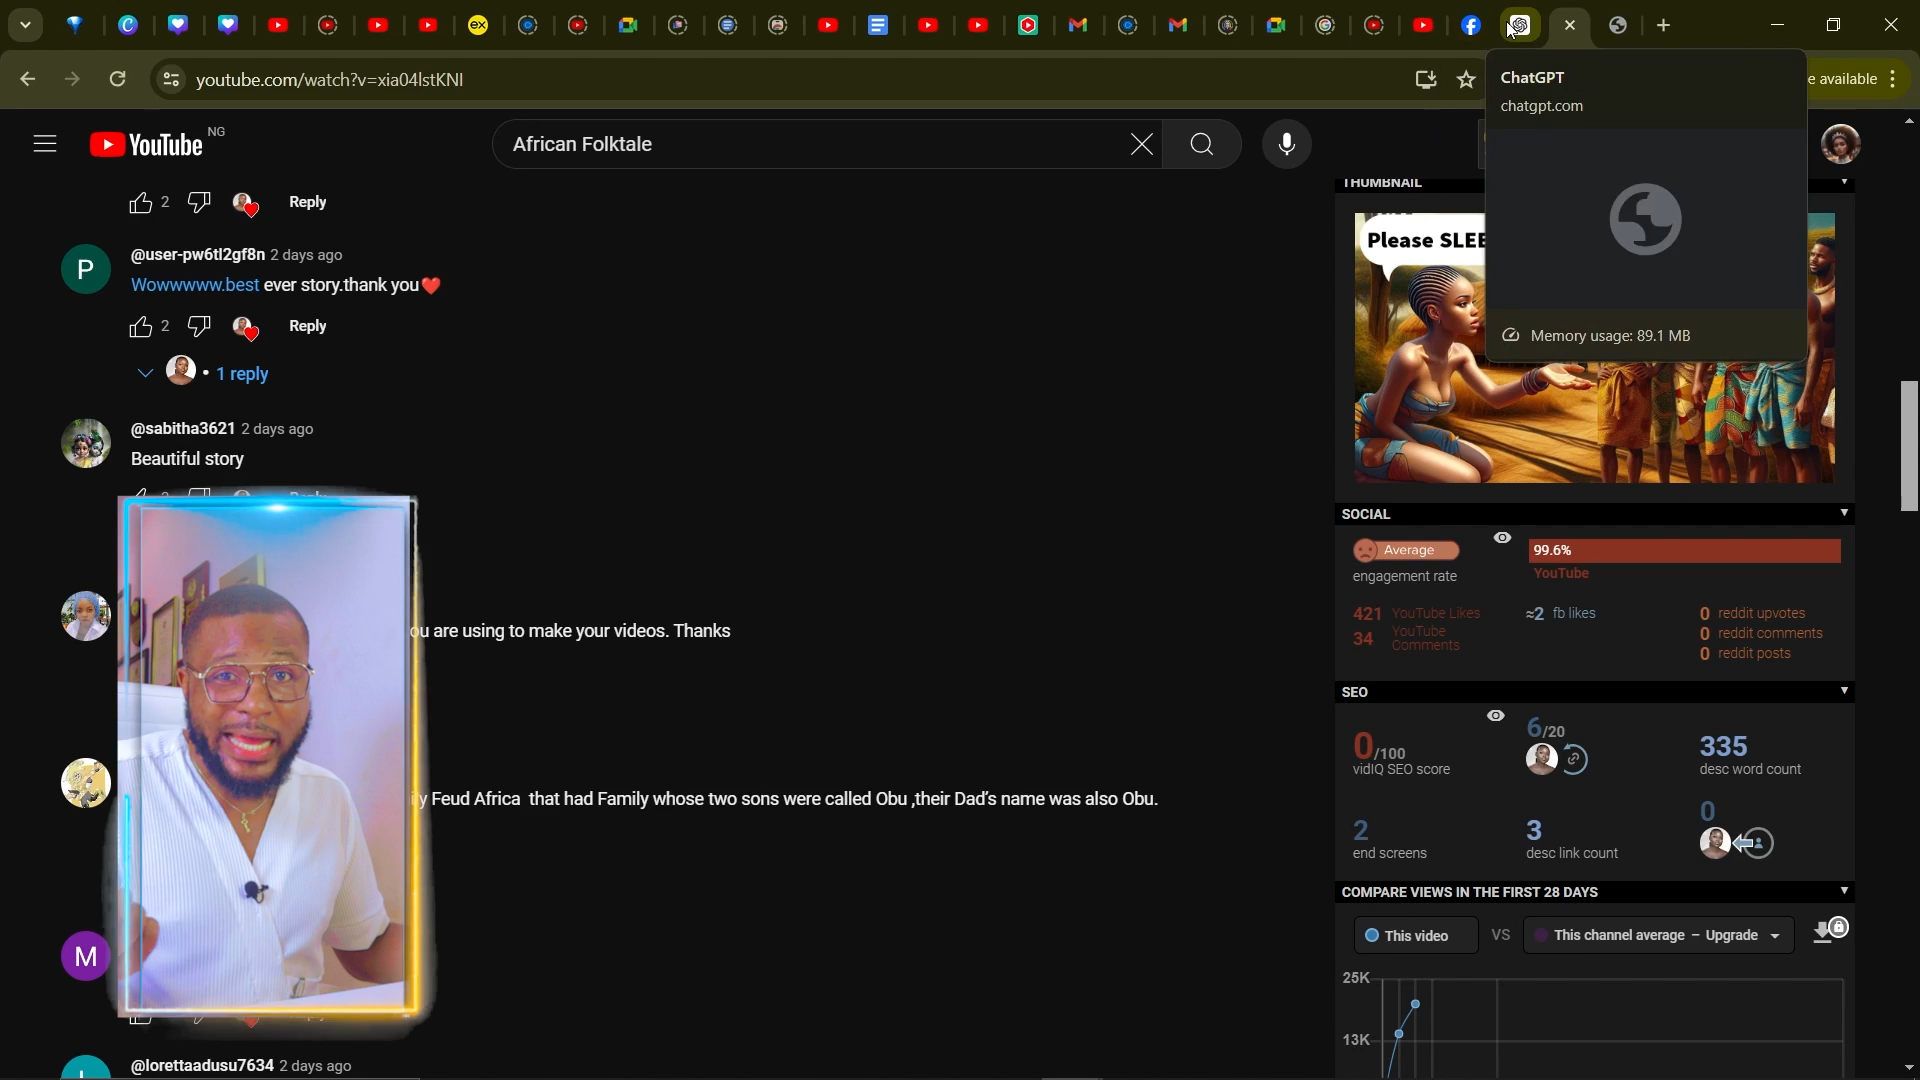 youtube.com/watch?v=xia04lstKNI
e available
ChatGPT
chatgpt.com
Memory usage: 89.1 MB
YouTube
NG
African Folktale
2
Reply
@user-pw6tl2gf8n 2 days ago
Wowwwww.best ever story.thank you❤️
2
Reply
• 1 reply
@sabitha3621 2 days ago
Beautiful story
ou are using to make your videos. Thanks
y Feud Africa that had Family whose two sons were called Obu ,their Dad's name was also Obu.
@lorettaadusu7634 2 days ago
P
M
THUMBNAIL
Please SLEE
SOCIAL
Average
engagement rate
99.6%
YouTube
421 YouTube Likes
34 YouTube Comments
≈2 fb likes
0 reddit upvotes
0 reddit comments
0 reddit posts
SEO
0/100
vidIQ SEO score
6/20
335
desc word count
2
end screens
3
desc link count
0
COMPARE VIEWS IN THE FIRST 28 DAYS
This video
VS
This channel average – Upgrade
25K
13K